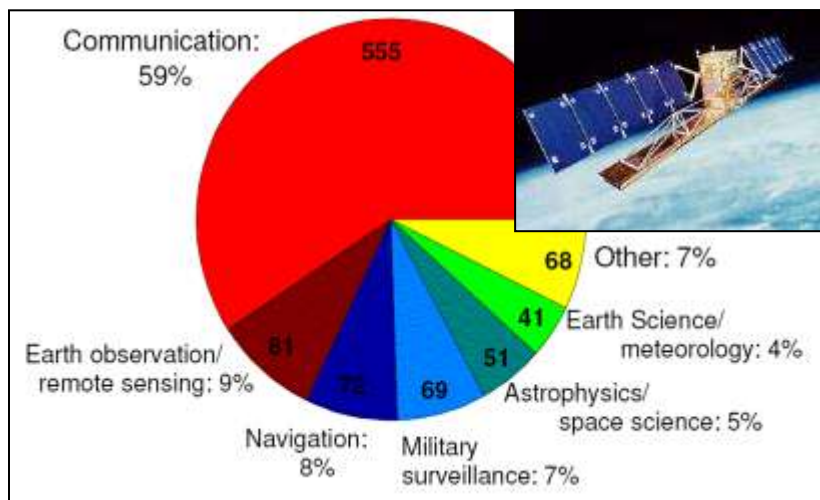 Communication:
59%
555
Other: 7%
68
Earth Science/
meteorology: 4%
41
Astrophysics/
space science: 5%
51
Military
surveillance: 7%
69
Navigation:
8%
Earth observation/
remote sensing: 9%
81